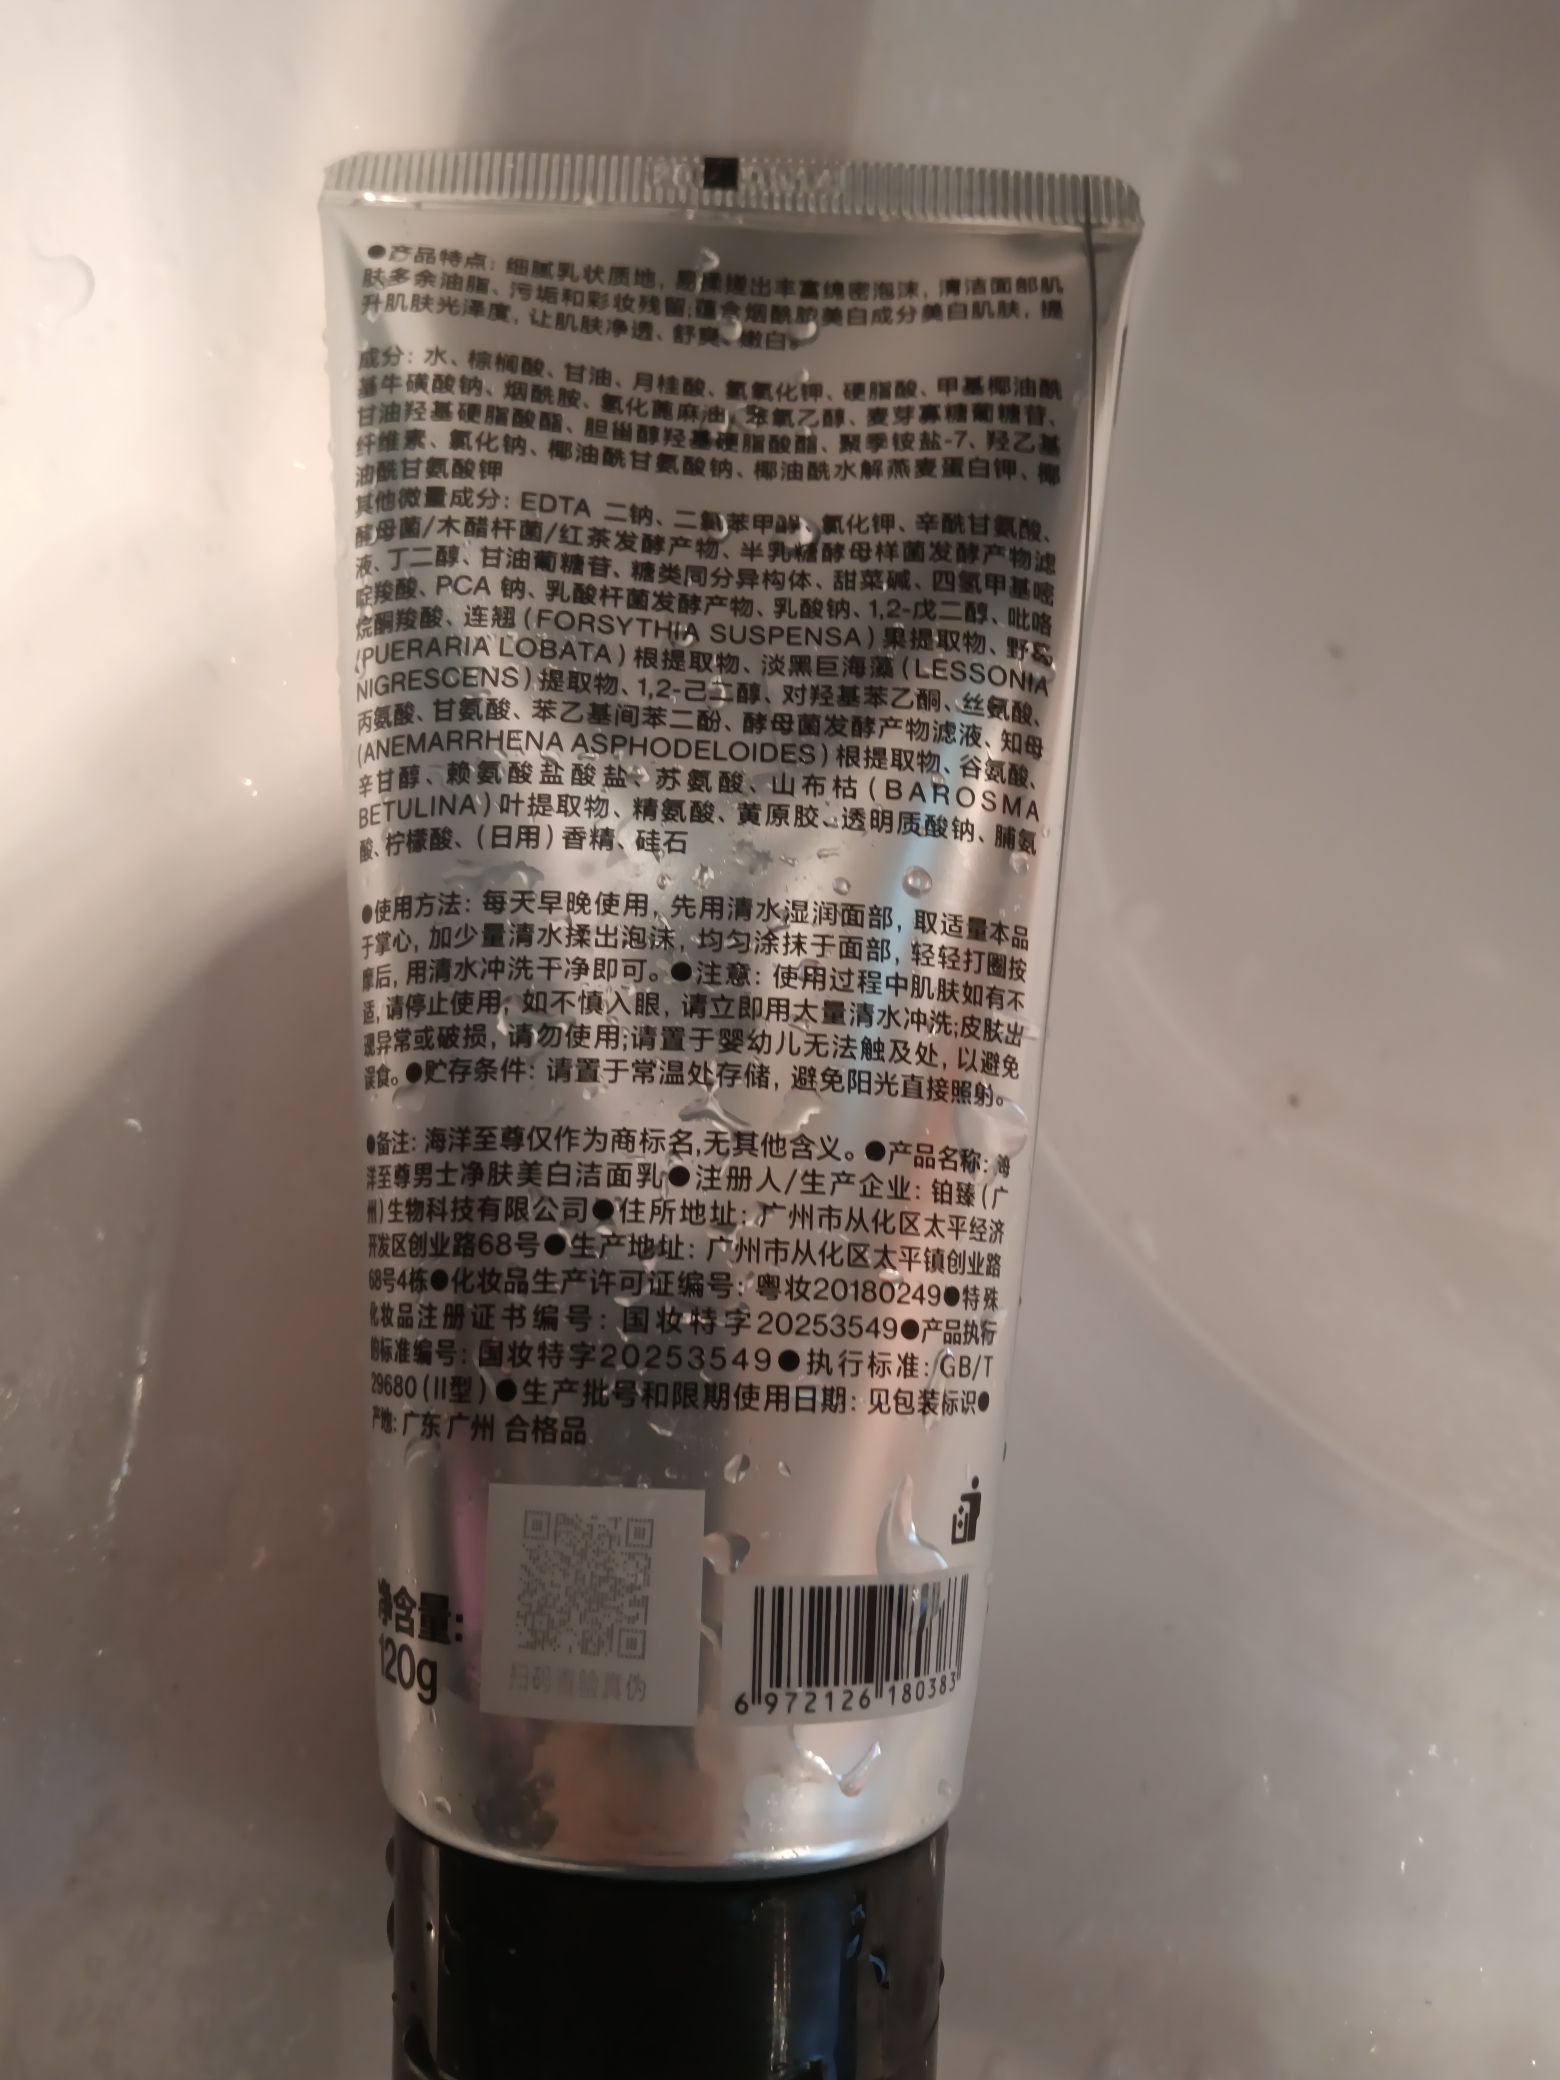 ●产品特点: 细腻乳状质地, 易揉搓出丰富绵密泡沫, 清洁面部肌
肤多余油脂、污垢和彩妆残留;蕴含烟酰胺美白成分美白肌肤, 提
升肌肤光泽度, 让肌肤净透、舒爽、嫩白。
成分: 水、棕榈酸、甘油、月桂酸、氢氧化钾、硬脂酸、甲基椰油酰
基牛磺酸钠、烟酰胺、氢化蓖麻油、苯氧乙醇、麦芽寡糖葡糖苷、
甘油羟基硬脂酸酯、胆甾醇羟基硬脂酸酯、聚季铵盐-7、羟乙基
纤维素、氯化钠、椰油酰甘氨酸钠、椰油酰水解燕麦蛋白钾、椰
油酰甘氨酸钾
其他微量成分: EDTA 二钠、二氯苯甲醇、氯化钾、辛酰甘氨酸、
酵母菌/木醋杆菌/红茶发酵产物、半乳糖酵母样菌发酵产物滤
液、丁二醇、甘油葡糖苷、糖类同分异构体、甜菜碱、四氢甲基嘧
啶羧酸、PCA 钠、乳酸杆菌发酵产物、乳酸钠、1,2-戊二醇、吡咯
烷酮羧酸、连翘(FORSYTHIA SUSPENSA)果提取物、野葛
(PUERARIA LOBATA)根提取物、淡黑巨海藻(LESSONIA
NIGRESCENS)提取物、1,2-己二醇、对羟基苯乙酮、丝氨酸、
丙氨酸、甘氨酸、苯乙基间苯二酚、酵母菌发酵产物滤液、知母
(ANEMARRHENA ASPHODELOIDES)根提取物、谷氨酸、
辛甘醇、赖氨酸盐酸盐、苏氨酸、山布枯(BAROSMA
BETULINA)叶提取物、精氨酸、黄原胶、透明质酸钠、脯氨
酸、柠檬酸、(日用)香精、硅石
●使用方法: 每天早晚使用, 先用清水湿润面部, 取适量本品
于掌心, 加少量清水揉出泡沫, 均匀涂抹于面部, 轻轻打圈按
摩后, 用清水冲洗干净即可。●注意: 使用过程中肌肤如有不
适, 请停止使用, 如不慎入眼, 请立即用大量清水冲洗;皮肤出
现异常或破损, 请勿使用;请置于婴幼儿无法触及处, 以避免
误食。●贮存条件: 请置于常温处存储, 避免阳光直接照射。
●备注: 海洋至尊仅作为商标名,无其他含义。●产品名称: 海
洋至尊男士净肤美白洁面乳●注册人/生产企业: 铂臻(广
州)生物科技有限公司●住所地址: 广州市从化区太平经济
开发区创业路68号●生产地址: 广州市从化区太平镇创业路
68号4栋●化妆品生产许可证编号: 粤妆20180249●特殊
化妆品注册证书编号: 国妆特字20253549●产品执行
的标准编号: 国妆特字20253549●执行标准: GB/T
29680(II型)●生产批号和限期使用日期: 见包装标识●
产地: 广东 广州 合格品
净含量:
120g
扫码查验真伪
6 972126 180383